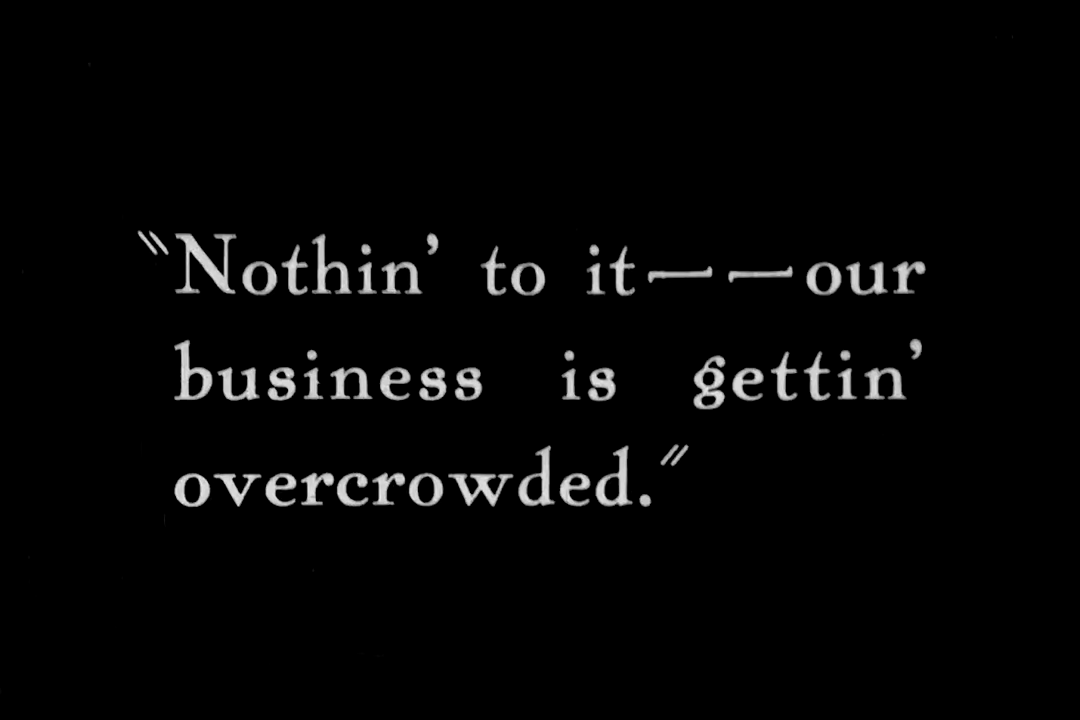 "Nothin' to it——our
business is gettin'
overcrowded."